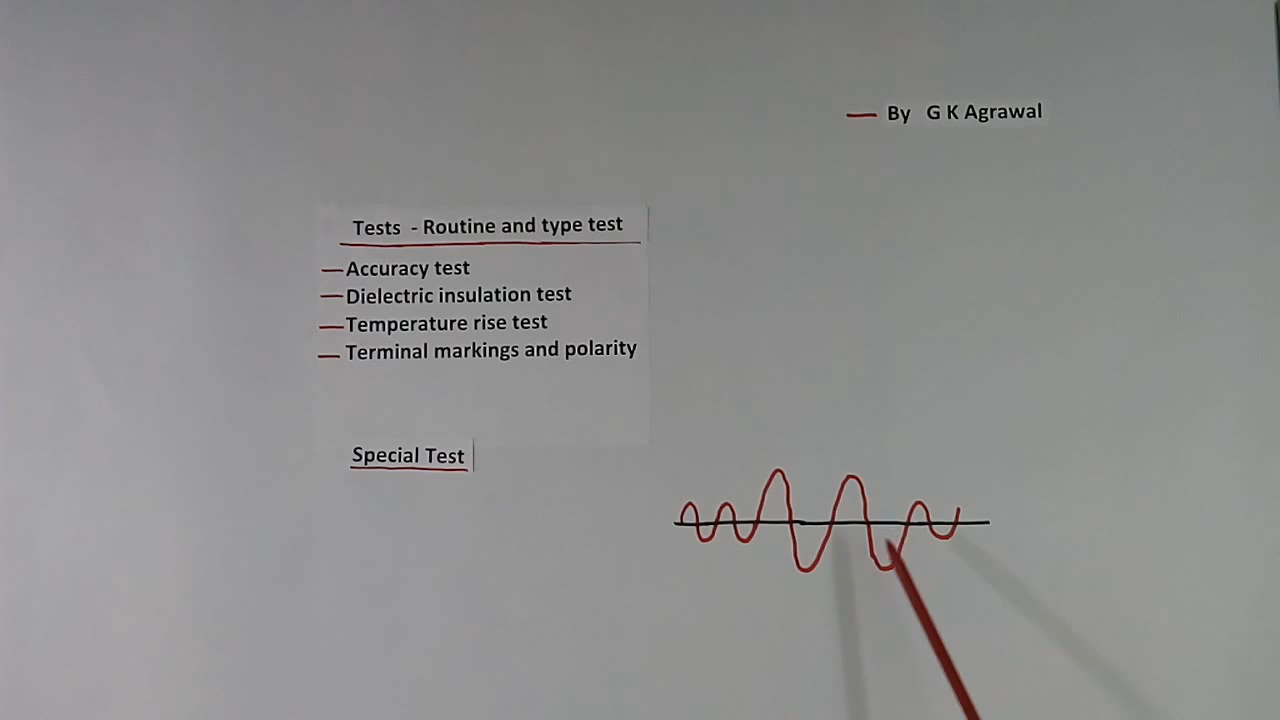 By G K Agrawal
Tests - Routine and type test
Accuracy test
Dielectric insulation test
Temperature rise test
Terminal markings and polarity
Special Test